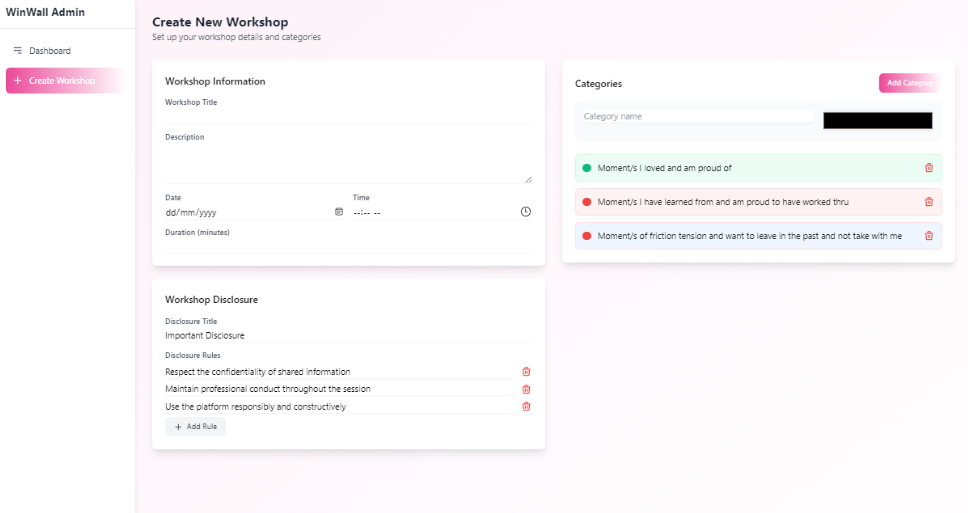 WinWall Admin
Dashboard
Create Workshop
Create New Workshop
Set up your workshop details and categories
Workshop Information
Workshop Title
Description
Date
Time
dd/mm/yyyy
--:-- --
Duration (minutes)
Workshop Disclosure
Disclosure Title
Important Disclosure
Disclosure Rules
Respect the confidentiality of shared information
Maintain professional conduct throughout the session
Use the platform responsibly and constructively
Add Rule
Categories
Add Category
Category name
Moment/s I loved and am proud of
Moment/s I have learned from and am proud to have worked thru
Moment/s of friction tension and want to leave in the past and not take with me